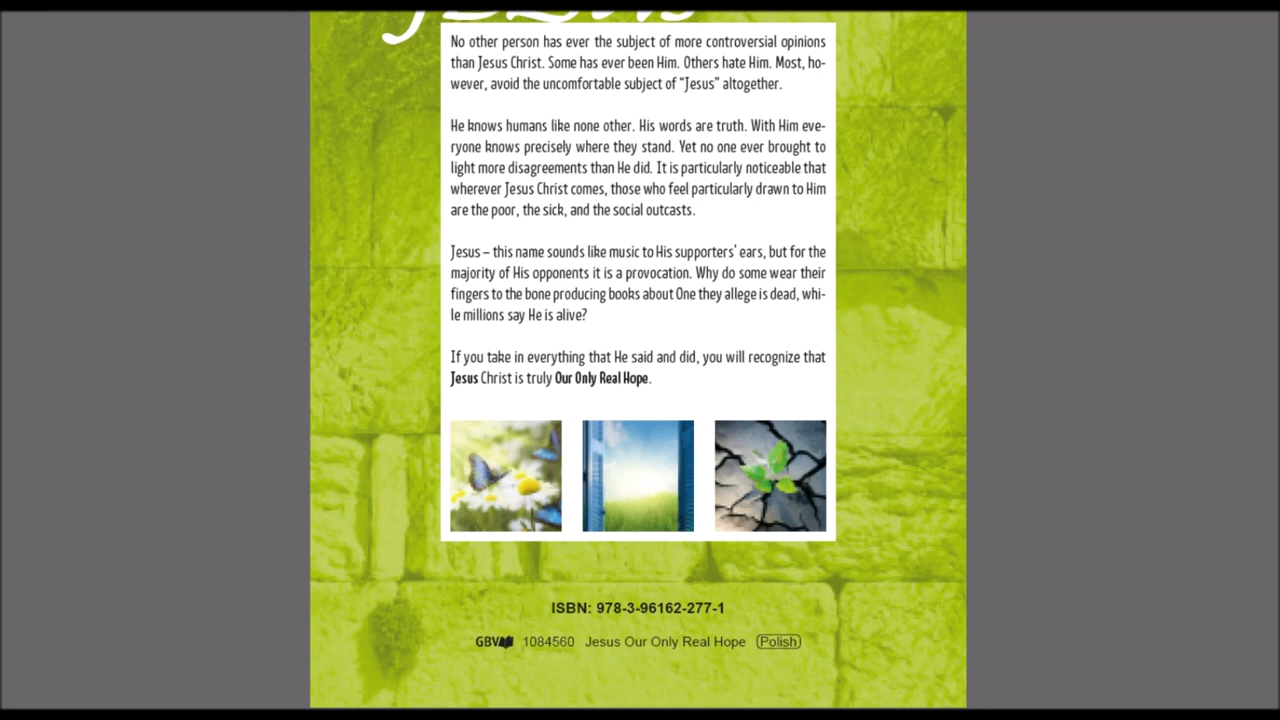 No other person has ever the subject of more controversial opinions
than Jesus Christ. Some has ever been Him. Others hate Him. Most, ho-
wever, avoid the uncomfortable subject of “Jesus” altogether.
He knows humans like none other. His words are truth. With Him eve-
ryone knows precisely where they stand. Yet no one ever brought to
light more disagreements than He did. It is particularly noticeable that
wherever Jesus Christ comes, those who feel particularly drawn to Him
are the poor, the sick, and the social outcasts.
Jesus – this name sounds like music to His supporters’ ears, but for the
majority of His opponents it is a provocation. Why do some wear their
fingers to the bone producing books about One they allege is dead, whi-
le millions say He is alive?
If you take in everything that He said and did, you will recognize that
Jesus Christ is truly Our Only Real Hope.
ISBN: 978-3-96162-277-1
GBV 1084560 Jesus Our Only Real Hope Polish